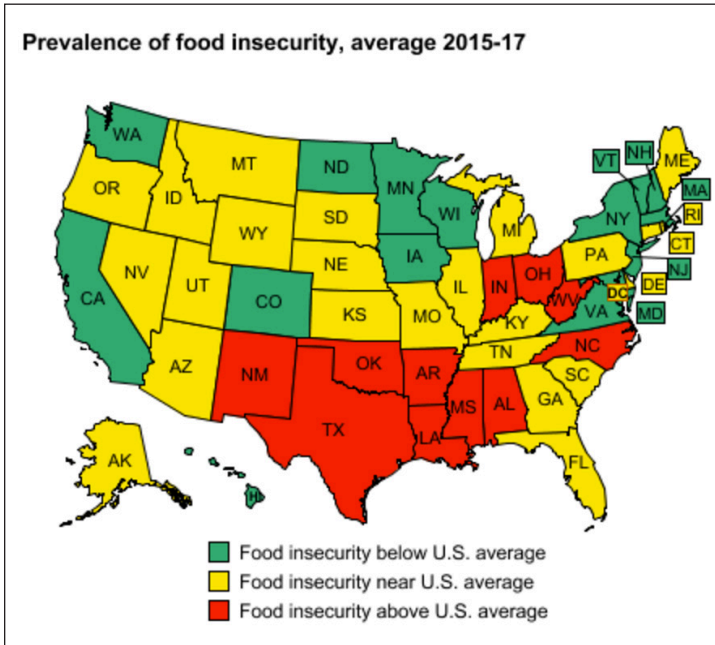 Prevalence of food insecurity, average 2015-17
WA
MT
ND
MN
VT
NH
ME
OR
ID
SD
WI
MI
NY
MA
RI
WY
CT
NV
UT
NE
IA
IL
IN
OH
PA
NJ
CA
CO
KS
MO
KY
WV
VA
DC
DE
MD
AZ
NM
OK
AR
TN
NC
SC
TX
LA
MS
AL
GA
FL
AK
H
Food insecurity below U.S. average
Food insecurity near U.S. average
Food insecurity above U.S. average